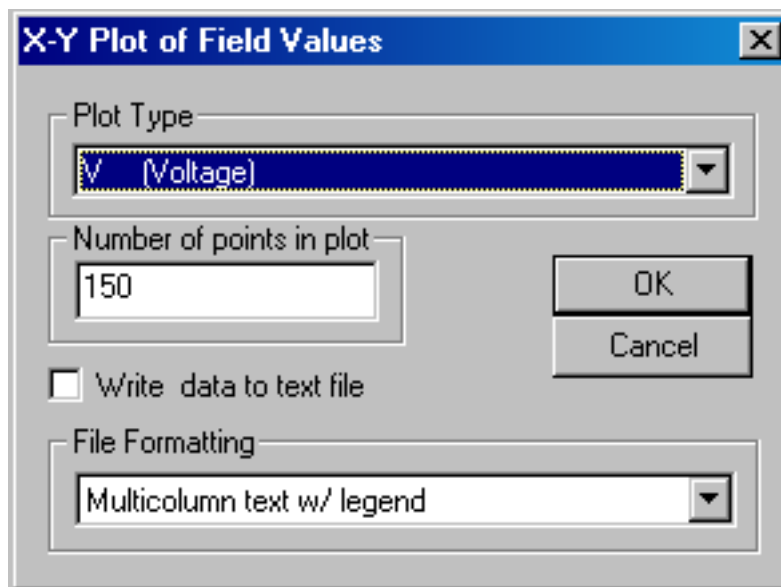 X-Y Plot of Field Values
Plot Type
V (Voltage)
Number of points in plot
150
OK
Cancel
Write data to text file
File Formatting
Multicolumn text w/ legend